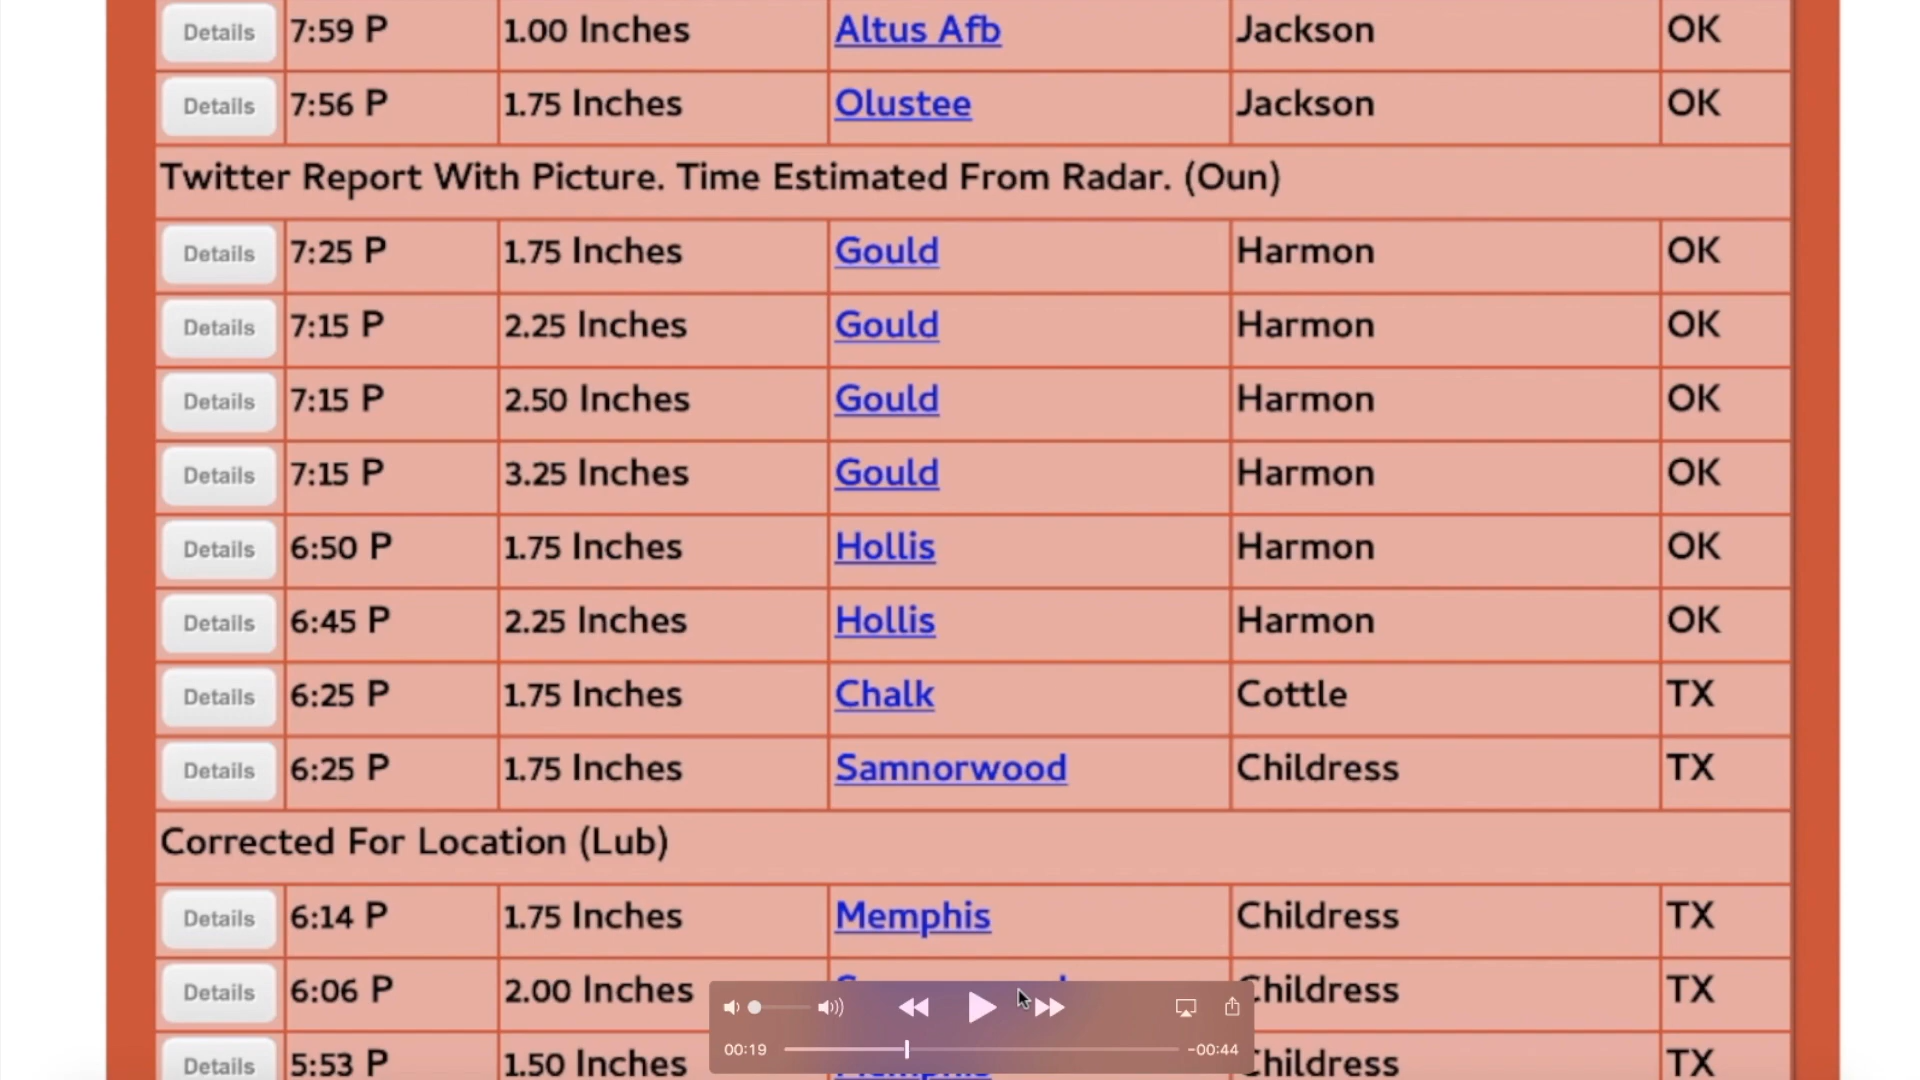 Details 7:59 P 1.00 Inches Altus Afb Jackson OK
Details 7:56 P 1.75 Inches Olustee Jackson OK
Twitter Report With Picture. Time Estimated From Radar. (Oun)
Details 7:25 P 1.75 Inches Gould Harmon OK
Details 7:15 P 2.25 Inches Gould Harmon OK
Details 7:15 P 2.50 Inches Gould Harmon OK
Details 7:15 P 3.25 Inches Gould Harmon OK
Details 6:50 P 1.75 Inches Hollis Harmon OK
Details 6:45 P 2.25 Inches Hollis Harmon OK
Details 6:25 P 1.75 Inches Chalk Cottle TX
Details 6:25 P 1.75 Inches Samnorwood Childress TX
Corrected For Location (Lub)
Details 6:14 P 1.75 Inches Memphis Childress TX
Details 6:06 P 2.00 Inches Childress TX
Details 5:53 P 1.50 Inches Memphis Childress TX
00:19 -00:44